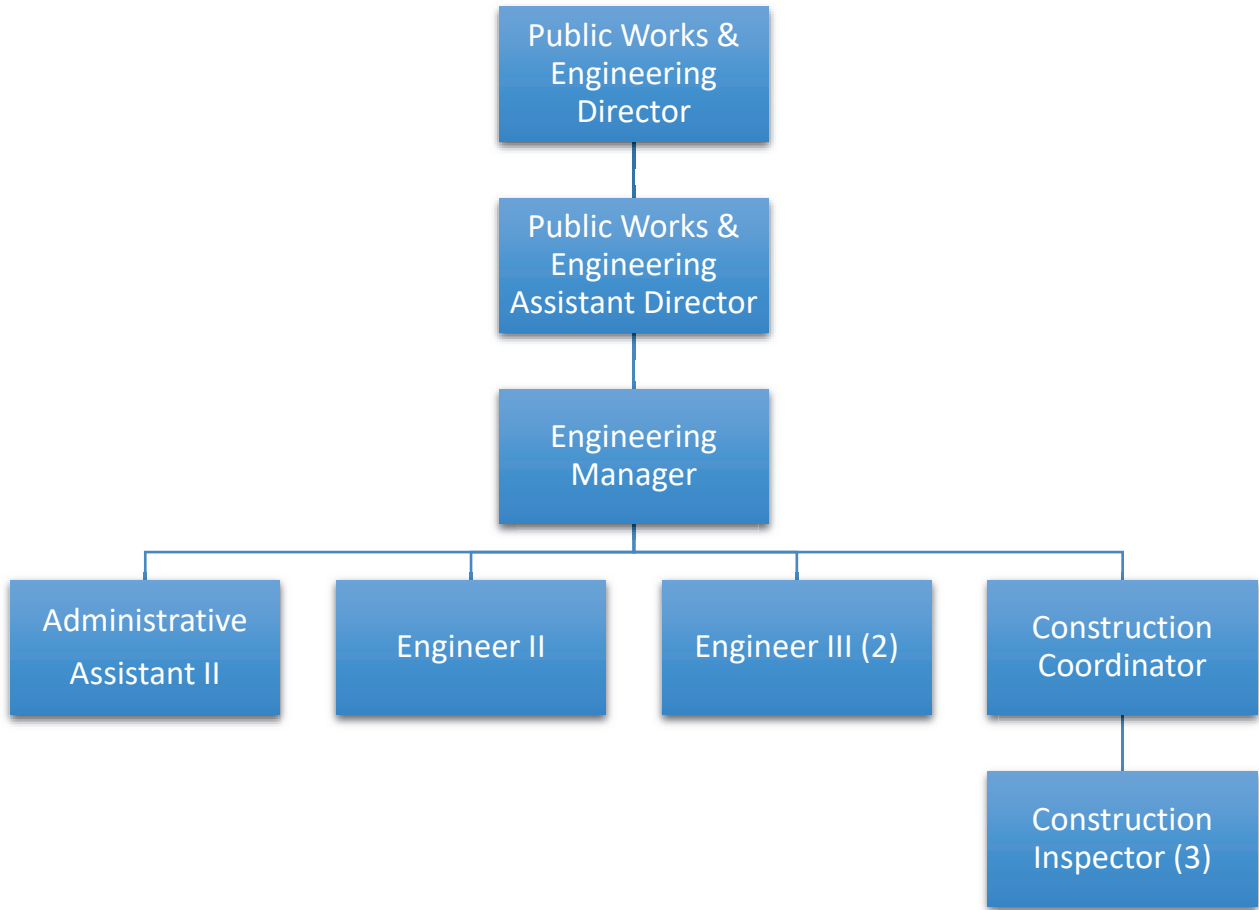 Public Works &
Engineering
Director
Public Works &
Engineering
Assistant Director
Engineering
Manager
Administrative
Assistant II
Engineer II
Engineer III (2)
Construction
Coordinator
Construction
Inspector (3)